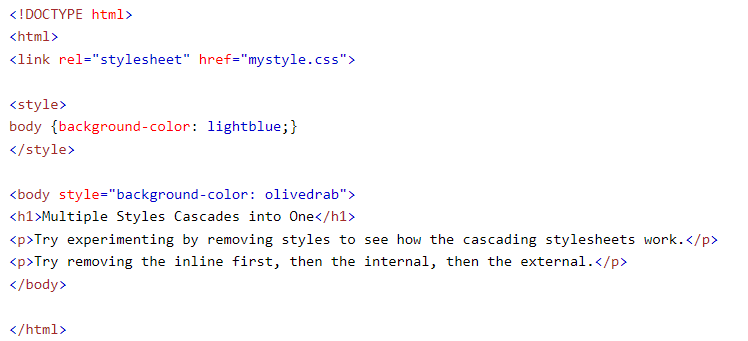 <!DOCTYPE html>
<html>
<link rel="stylesheet" href="mystyle.css">
<style>
body {background-color: lightblue;}
</style>
<body style="background-color: olivedrab">
<h1>Multiple Styles Cascades into One</h1>
<p>Try experimenting by removing styles to see how the cascading stylesheets work.</p>
<p>Try removing the inline first, then the internal, then the external.</p>
</body>
</html>